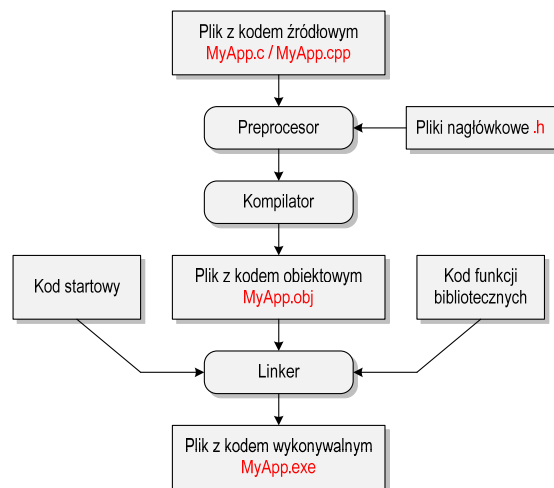 Plik z kodem źródłowym
MyApp.c / MyApp.cpp
Preprocesor
Pliki nagłówkowe .h
Kompilator
Kod startowy
Plik z kodem obiektowym
MyApp.obj
Kod funkcji
bibliotecznych
Linker
Plik z kodem wykonywalnym
MyApp.exe